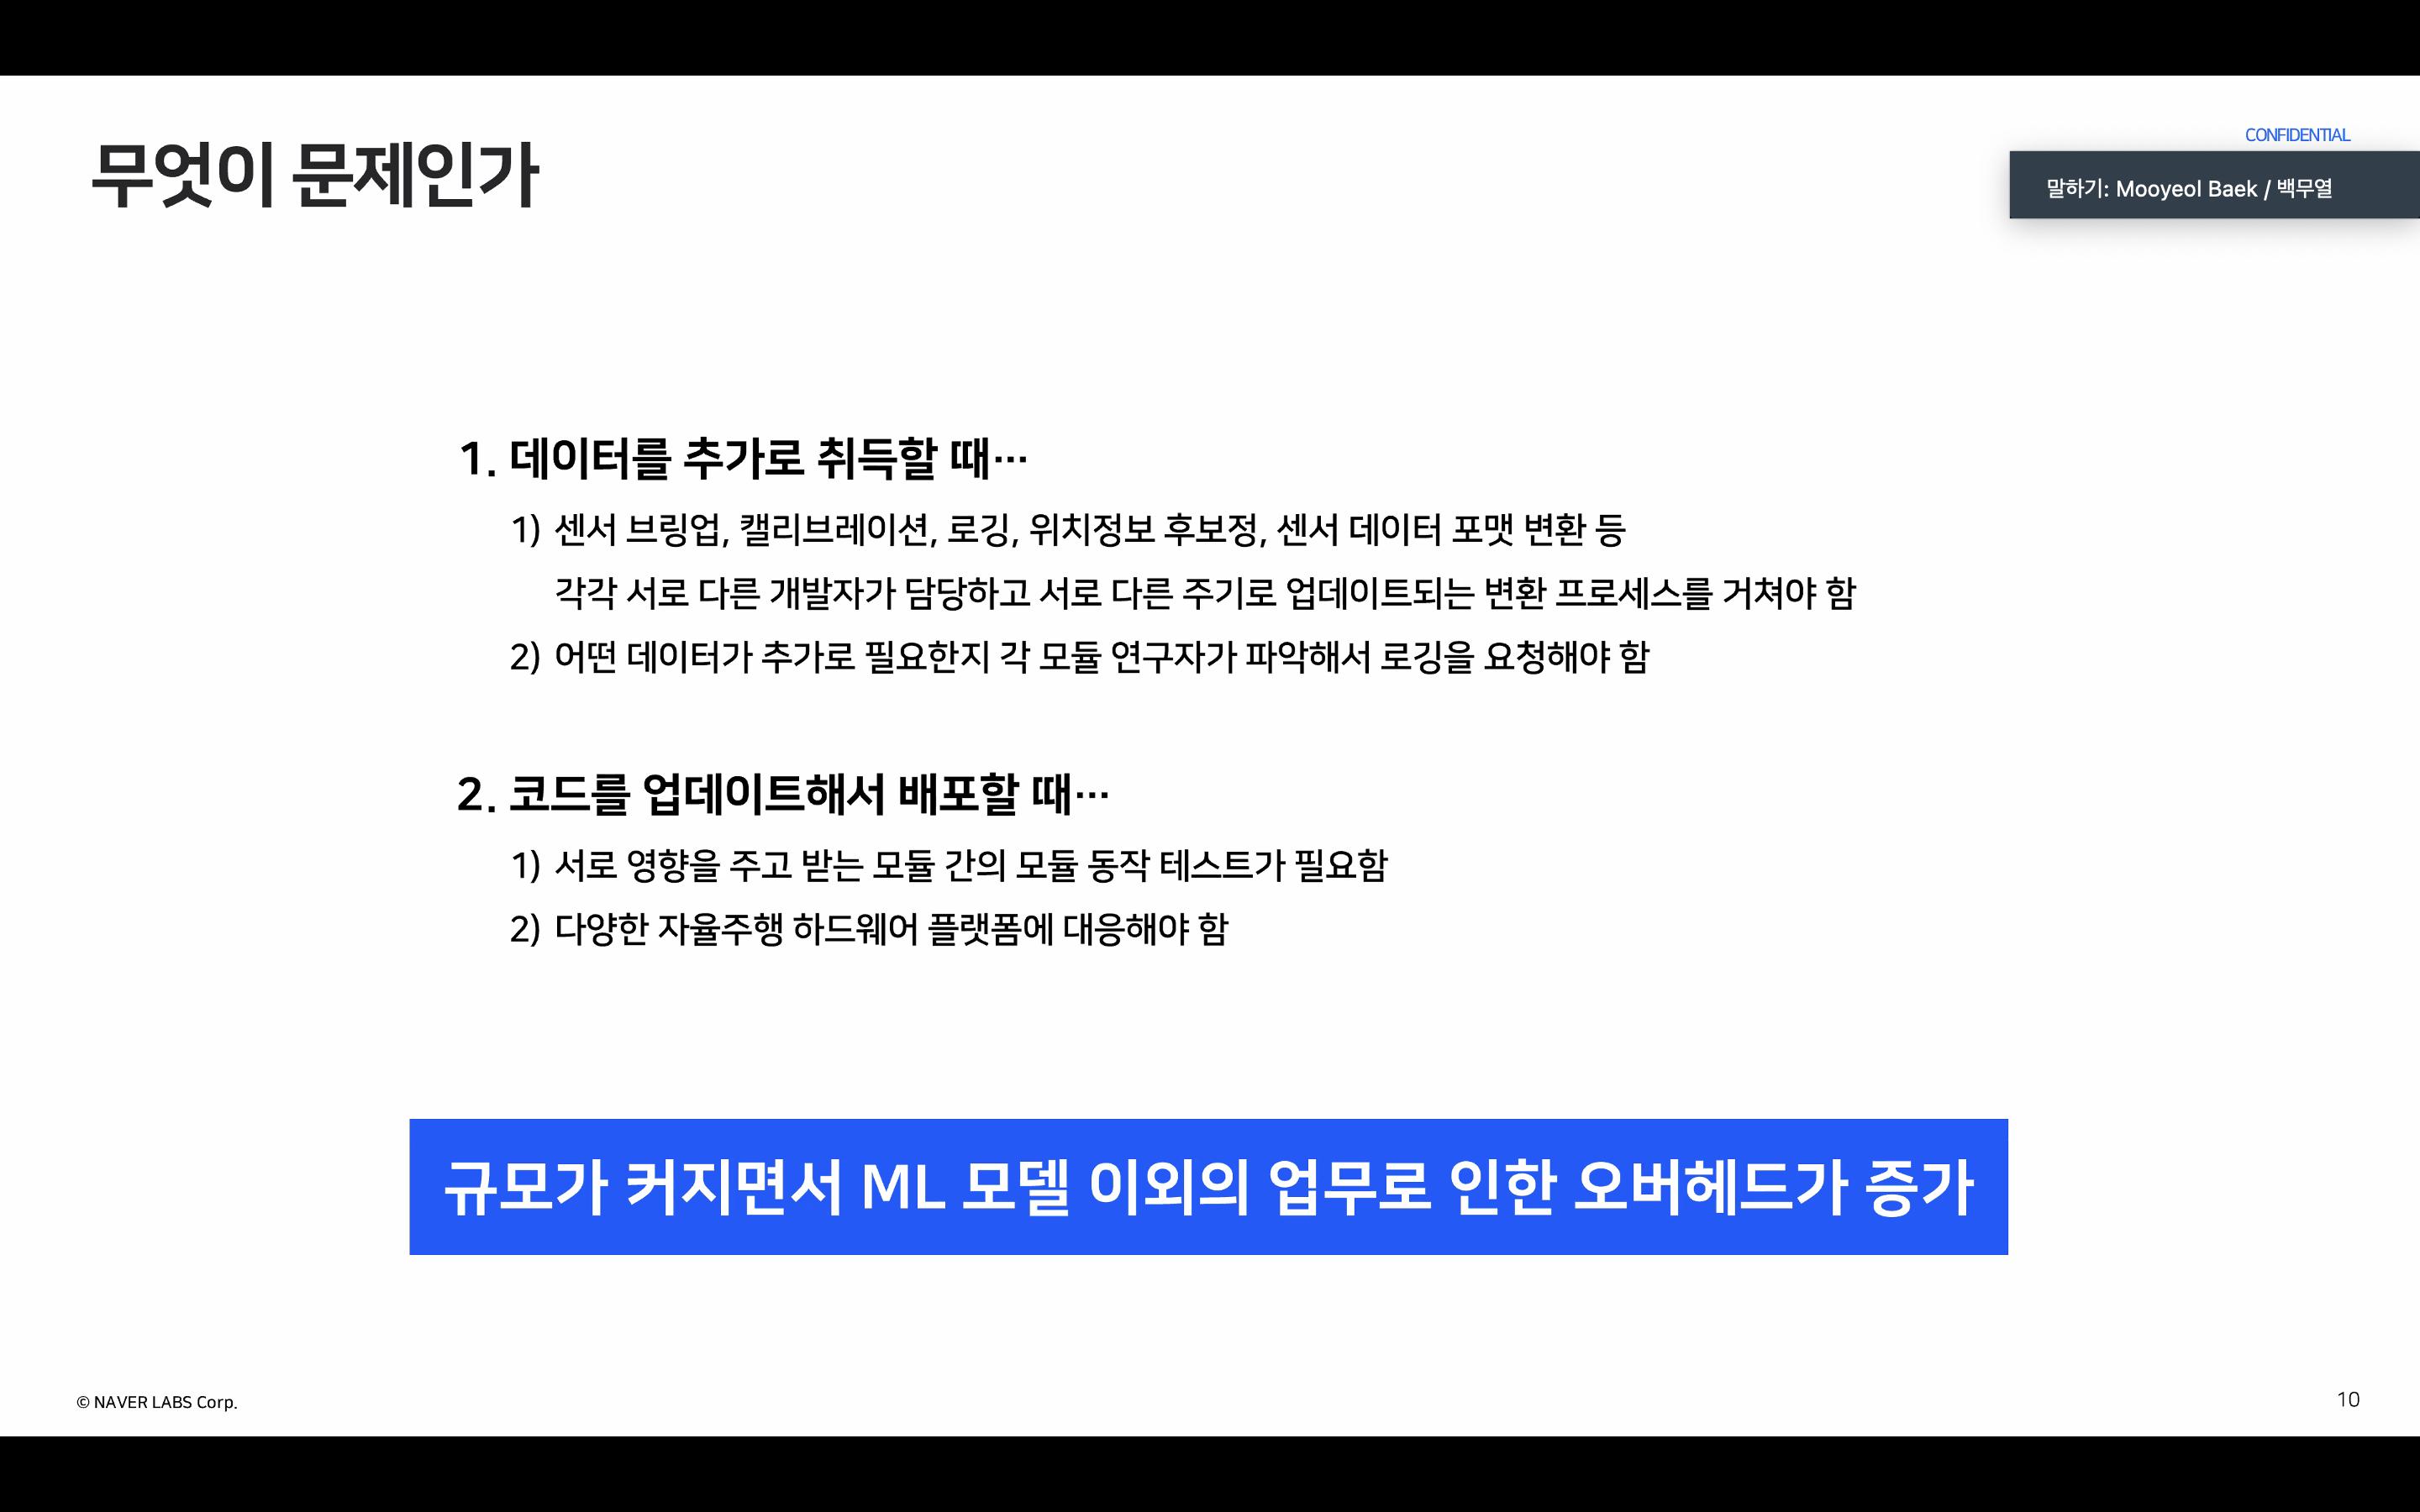 무엇이 문제인가
CONFIDENTIAL
말하기: Mooyeol Baek / 백무열
1. 데이터를 추가로 취득할 때…
1) 센서 브링업, 캘리브레이션, 로깅, 위치정보 후보정, 센서 데이터 포맷 변환 등
각각 서로 다른 개발자가 담당하고 서로 다른 주기로 업데이트되는 변환 프로세스를 거쳐야 함
2) 어떤 데이터가 추가로 필요한지 각 모듈 연구자가 파악해서 로깅을 요청해야 함
2. 코드를 업데이트해서 배포할 때…
1) 서로 영향을 주고 받는 모듈 간의 모듈 동작 테스트가 필요함
2) 다양한 자율주행 하드웨어 플랫폼에 대응해야 함
규모가 커지면서 ML 모델 이외의 업무로 인한 오버헤드가 증가
© NAVER LABS Corp.
10